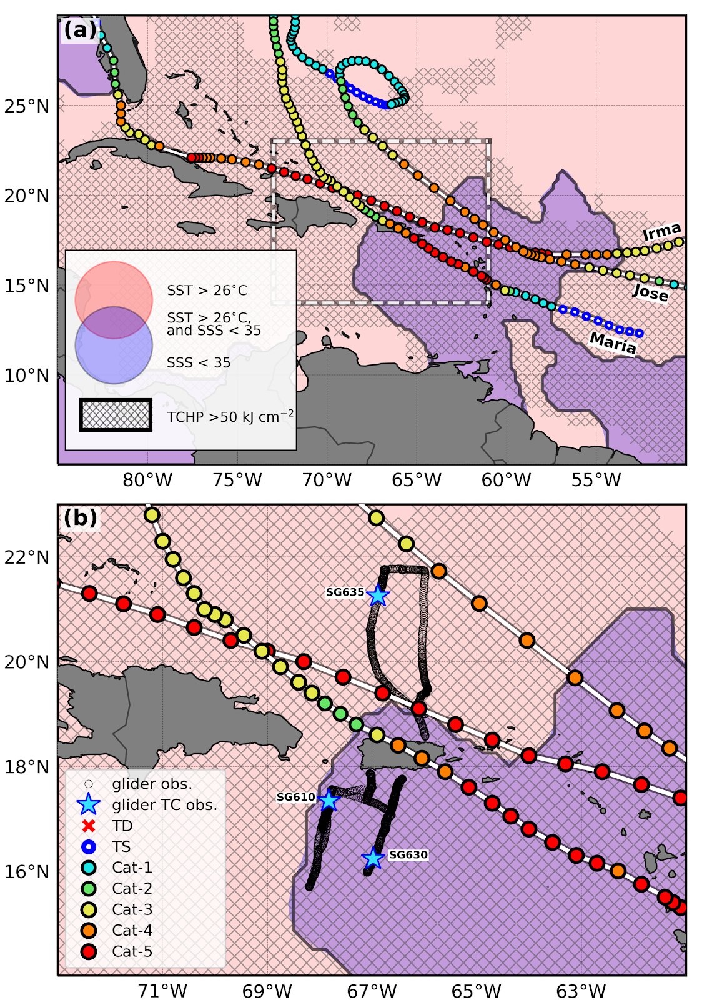 (a)
25°N
20°N
15°N
10°N
Irma
Jose
Maria
SST > 26°C
SST > 26°C,
and SSS < 35
SSS < 35
TCHP >50 kJ cm⁻²
80°W 75°W 70°W 65°W 60°W 55°W
(b)
22°N
20°N
18°N
16°N
SG635
SG610
SG630
glider obs.
glider TC obs.
TD
TS
Cat-1
Cat-2
Cat-3
Cat-4
Cat-5
71°W 69°W 67°W 65°W 63°W